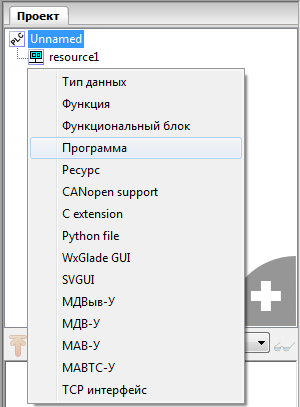 Проект
PLC
Unnamed
resource1
Тип данных
Функция
Функциональный блок
Программа
Ресурс
CANopen support
C extension
Python file
WxGlade GUI
SVGUI
МДВыв-У
МДВ-У
МАВ-У
МАВТС-У
TCP интерфейс